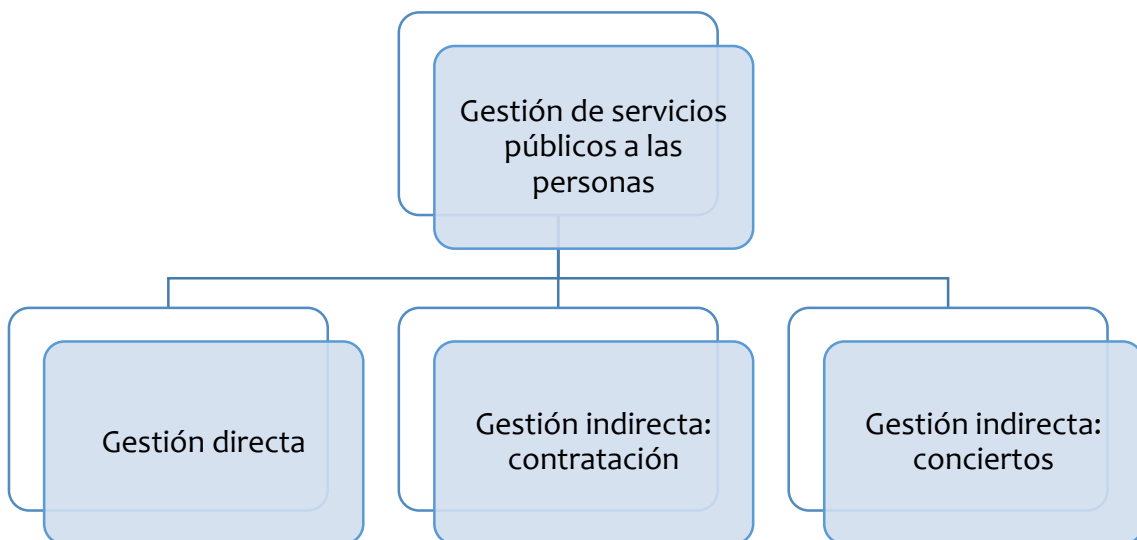 Gestión de servicios
públicos a las
personas
Gestión directa
Gestión indirecta:
contratación
Gestión indirecta:
conciertos